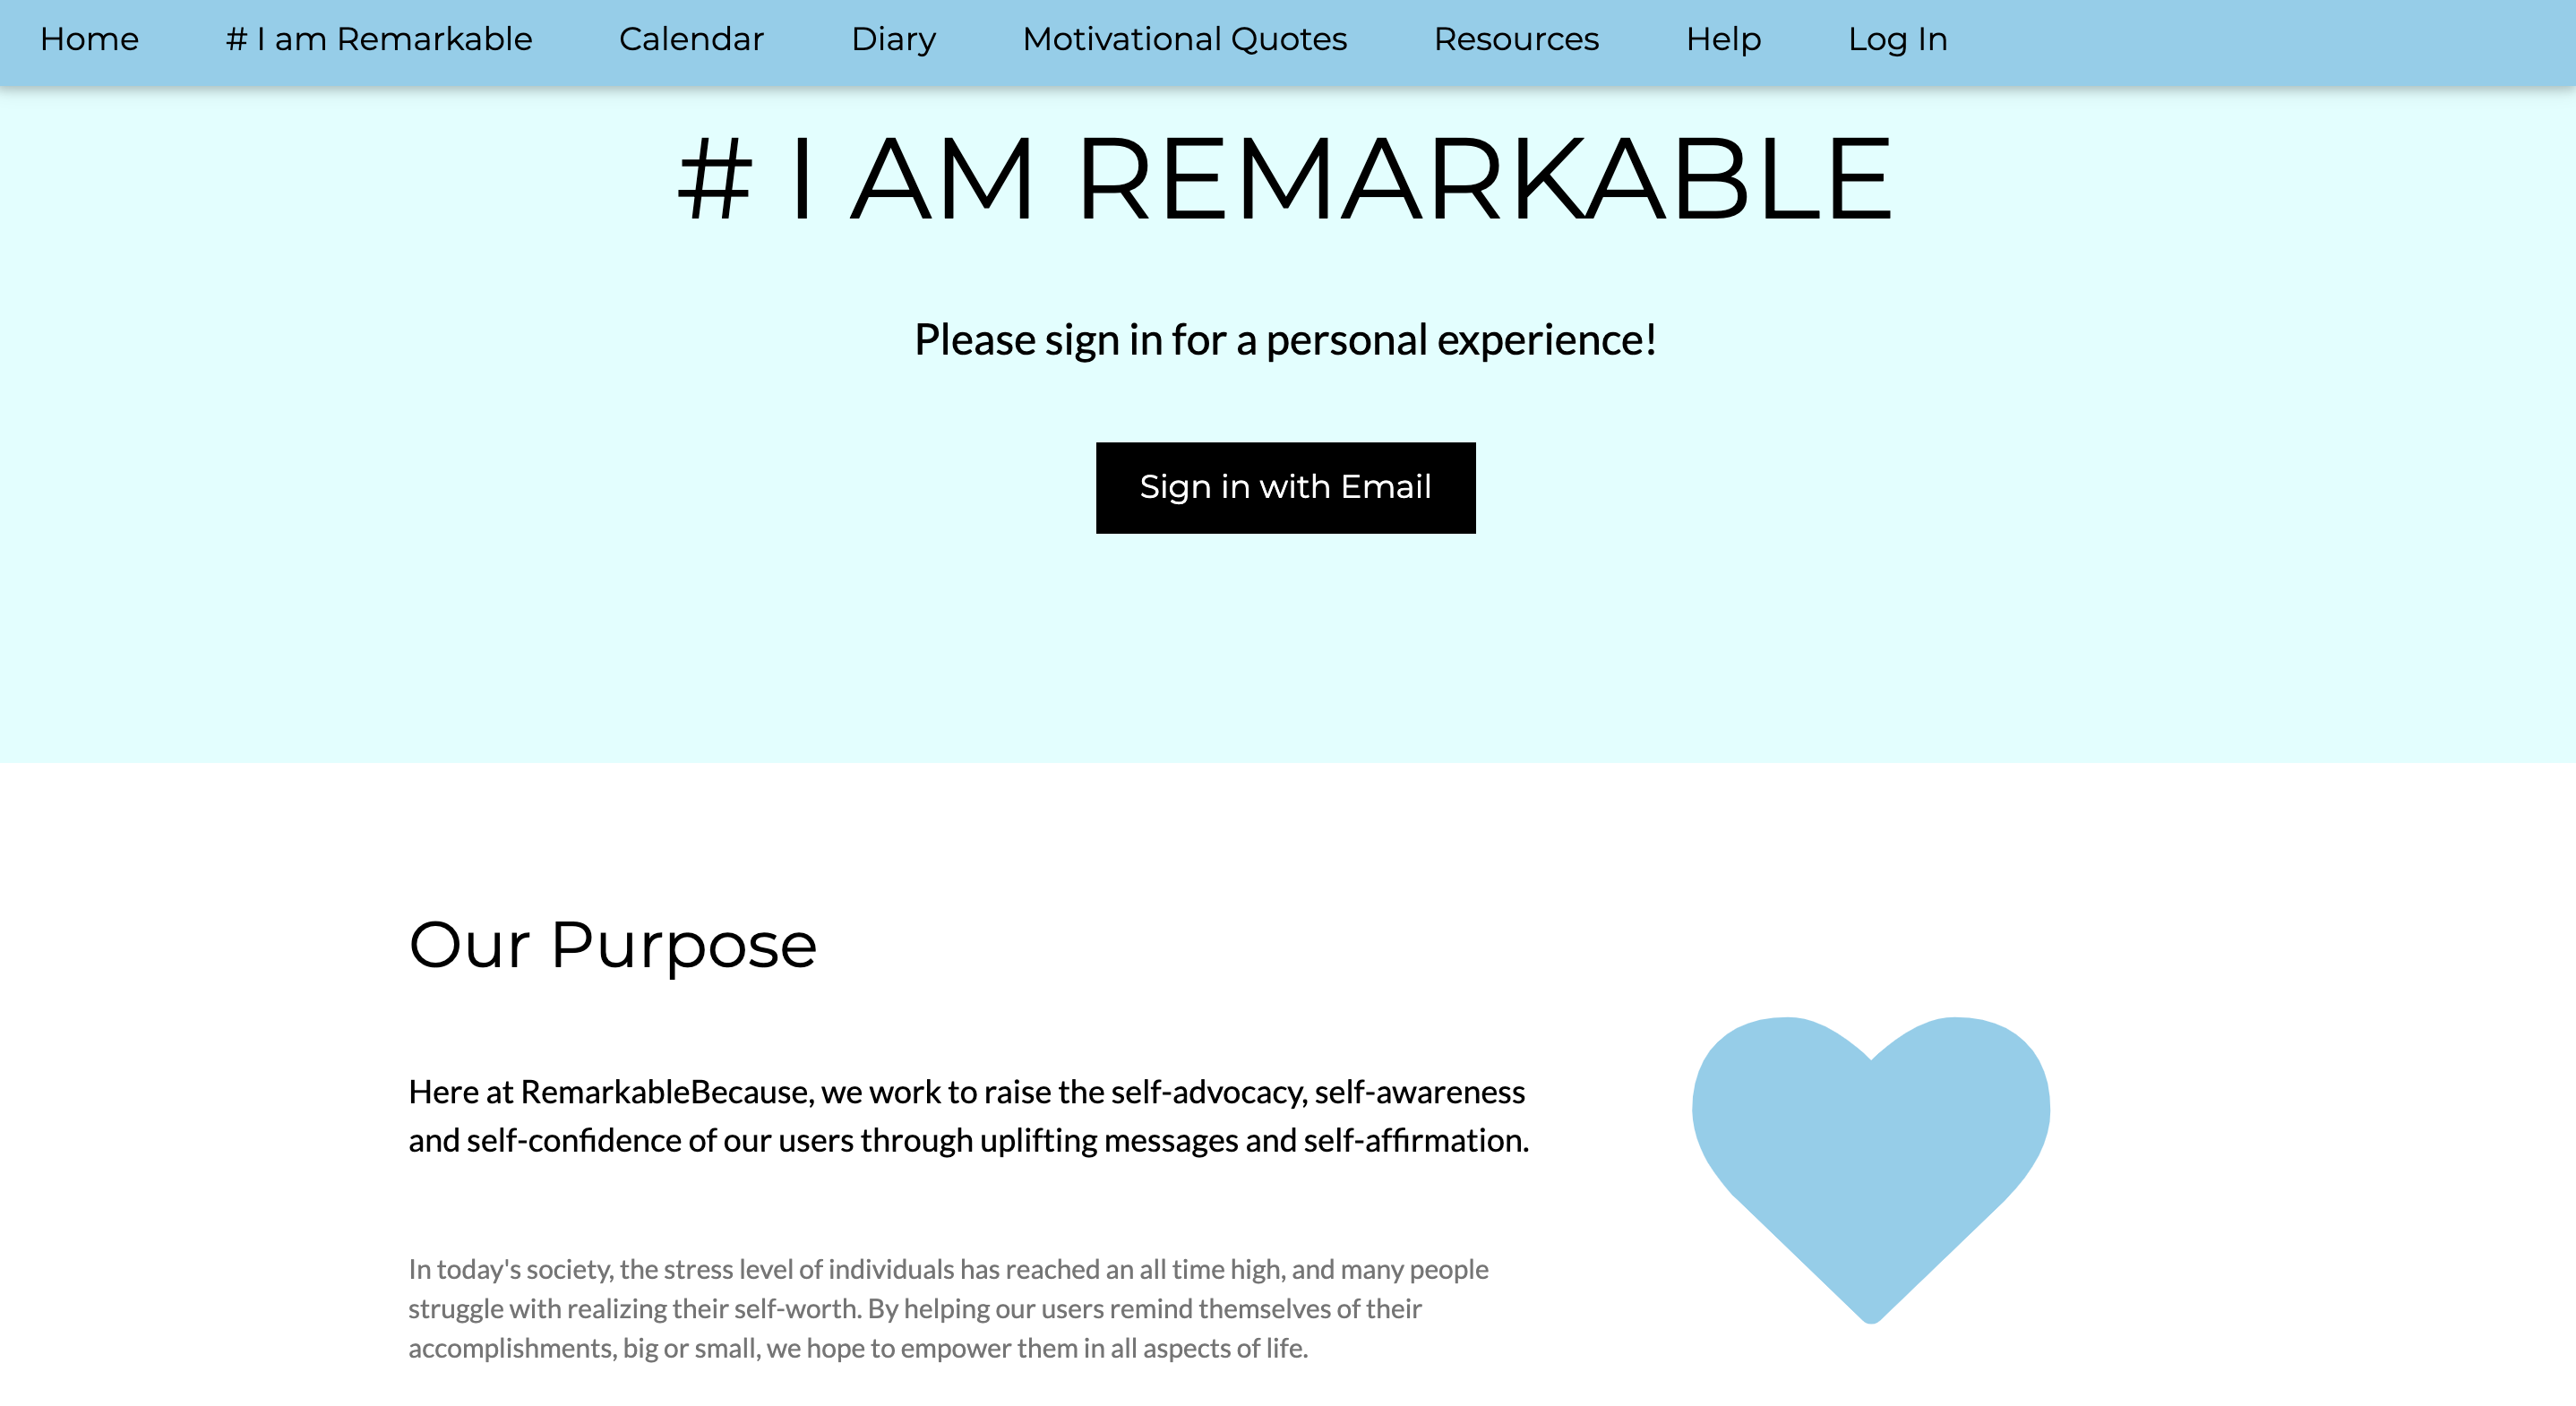 Home # I am Remarkable Calendar Diary Motivational Quotes Resources Help Log In
# I AM REMARKABLE
Please sign in for a personal experience!
Sign in with Email
Our Purpose
Here at RemarkableBecause, we work to raise the self-advocacy, self-awareness
and self-confidence of our users through uplifting messages and self-affirmation.
In today's society, the stress level of individuals has reached an all time high, and many people
struggle with realizing their self-worth. By helping our users remind themselves of their
accomplishments, big or small, we hope to empower them in all aspects of life.